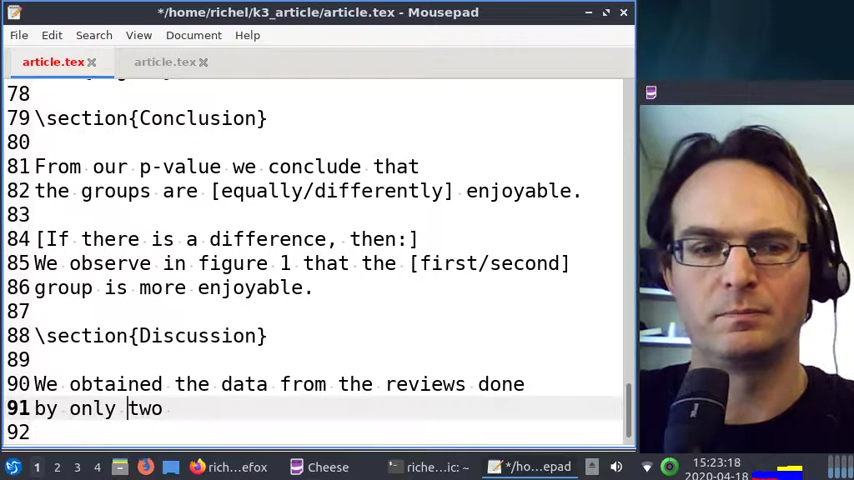 */home/richel/k3_article/article.tex - Mousepad
File Edit Search View Document Help
article.tex article.tex
78
79 \section{Conclusion}
80
81 From our p-value we conclude that
82 the groups are [equally/differently] enjoyable.
83
84 [If there is a difference, then:]
85 We observe in figure 1 that the [first/second]
86 group is more enjoyable.
87
88 \section{Discussion}
89
90 We obtained the data from the reviews done
91 by only two
92
1 2 3 4 rich...efox Cheese riche...ic: ~ */ho...epad 15:23:18
2020-04-18